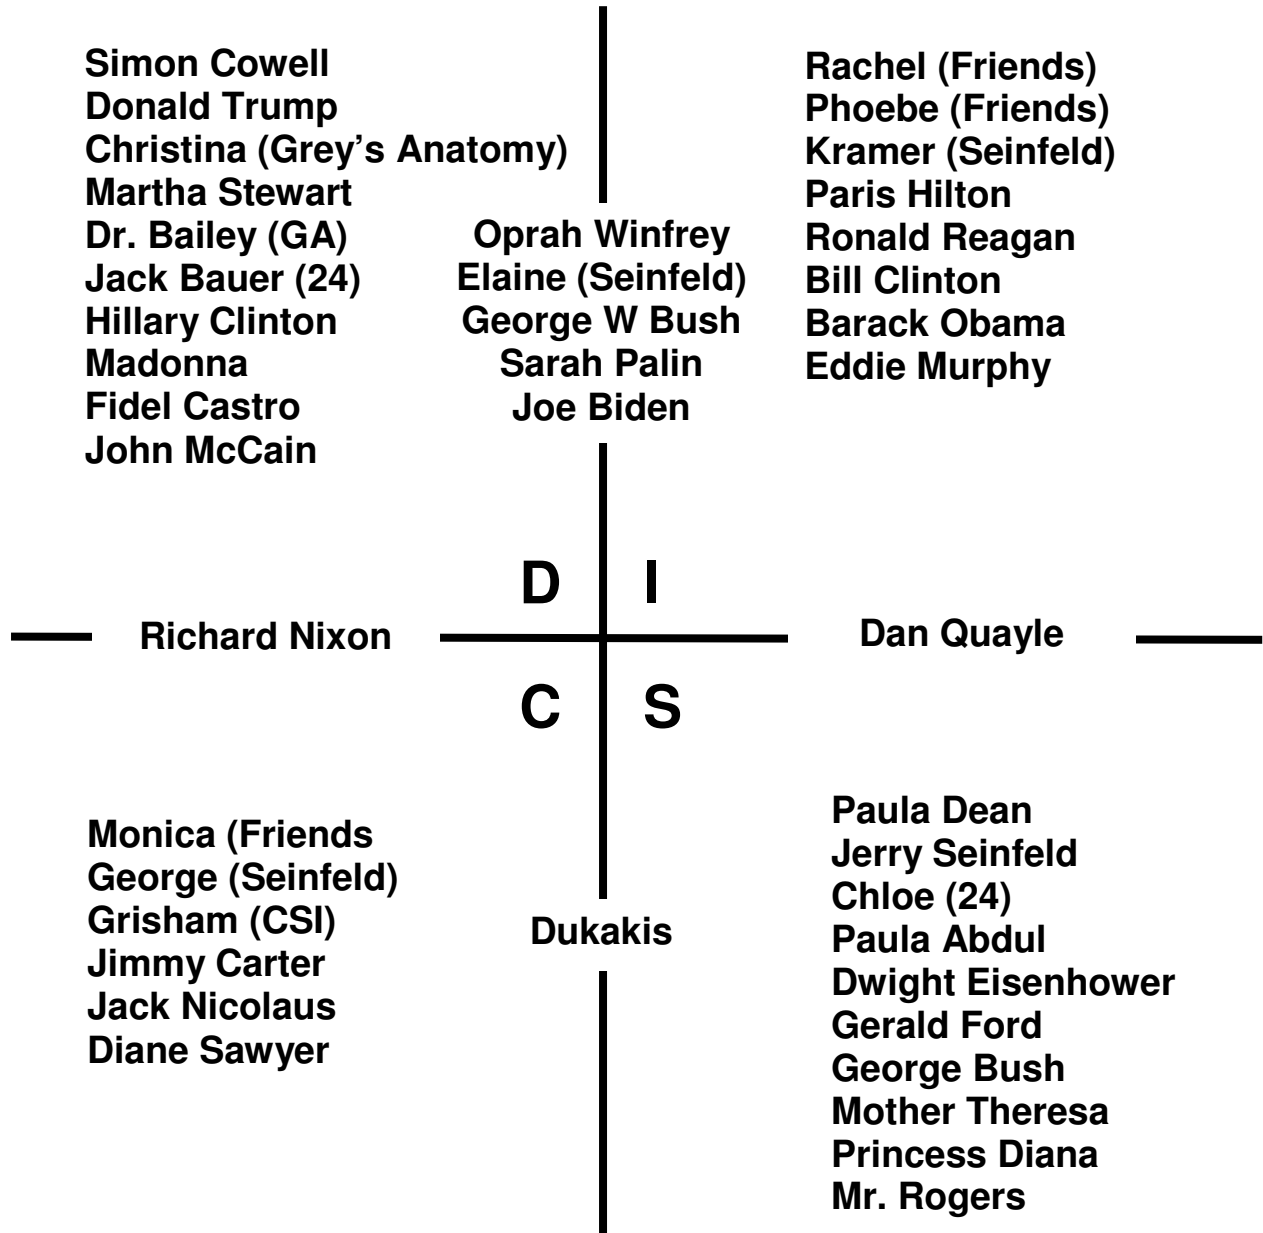 Simon Cowell
Donald Trump
Christina (Grey's Anatomy)
Martha Stewart
Dr. Bailey (GA)
Jack Bauer (24)
Hillary Clinton
Madonna
Fidel Castro
John McCain
Oprah Winfrey
Elaine (Seinfeld)
George W Bush
Sarah Palin
Joe Biden
Rachel (Friends)
Phoebe (Friends)
Kramer (Seinfeld)
Paris Hilton
Ronald Reagan
Bill Clinton
Barack Obama
Eddie Murphy
D I
Richard Nixon
Dan Quayle
C S
Monica (Friends
George (Seinfeld)
Grisham (CSI)
Jimmy Carter
Jack Nicolaus
Diane Sawyer
Dukakis
Paula Dean
Jerry Seinfeld
Chloe (24)
Paula Abdul
Dwight Eisenhower
Gerald Ford
George Bush
Mother Theresa
Princess Diana
Mr. Rogers